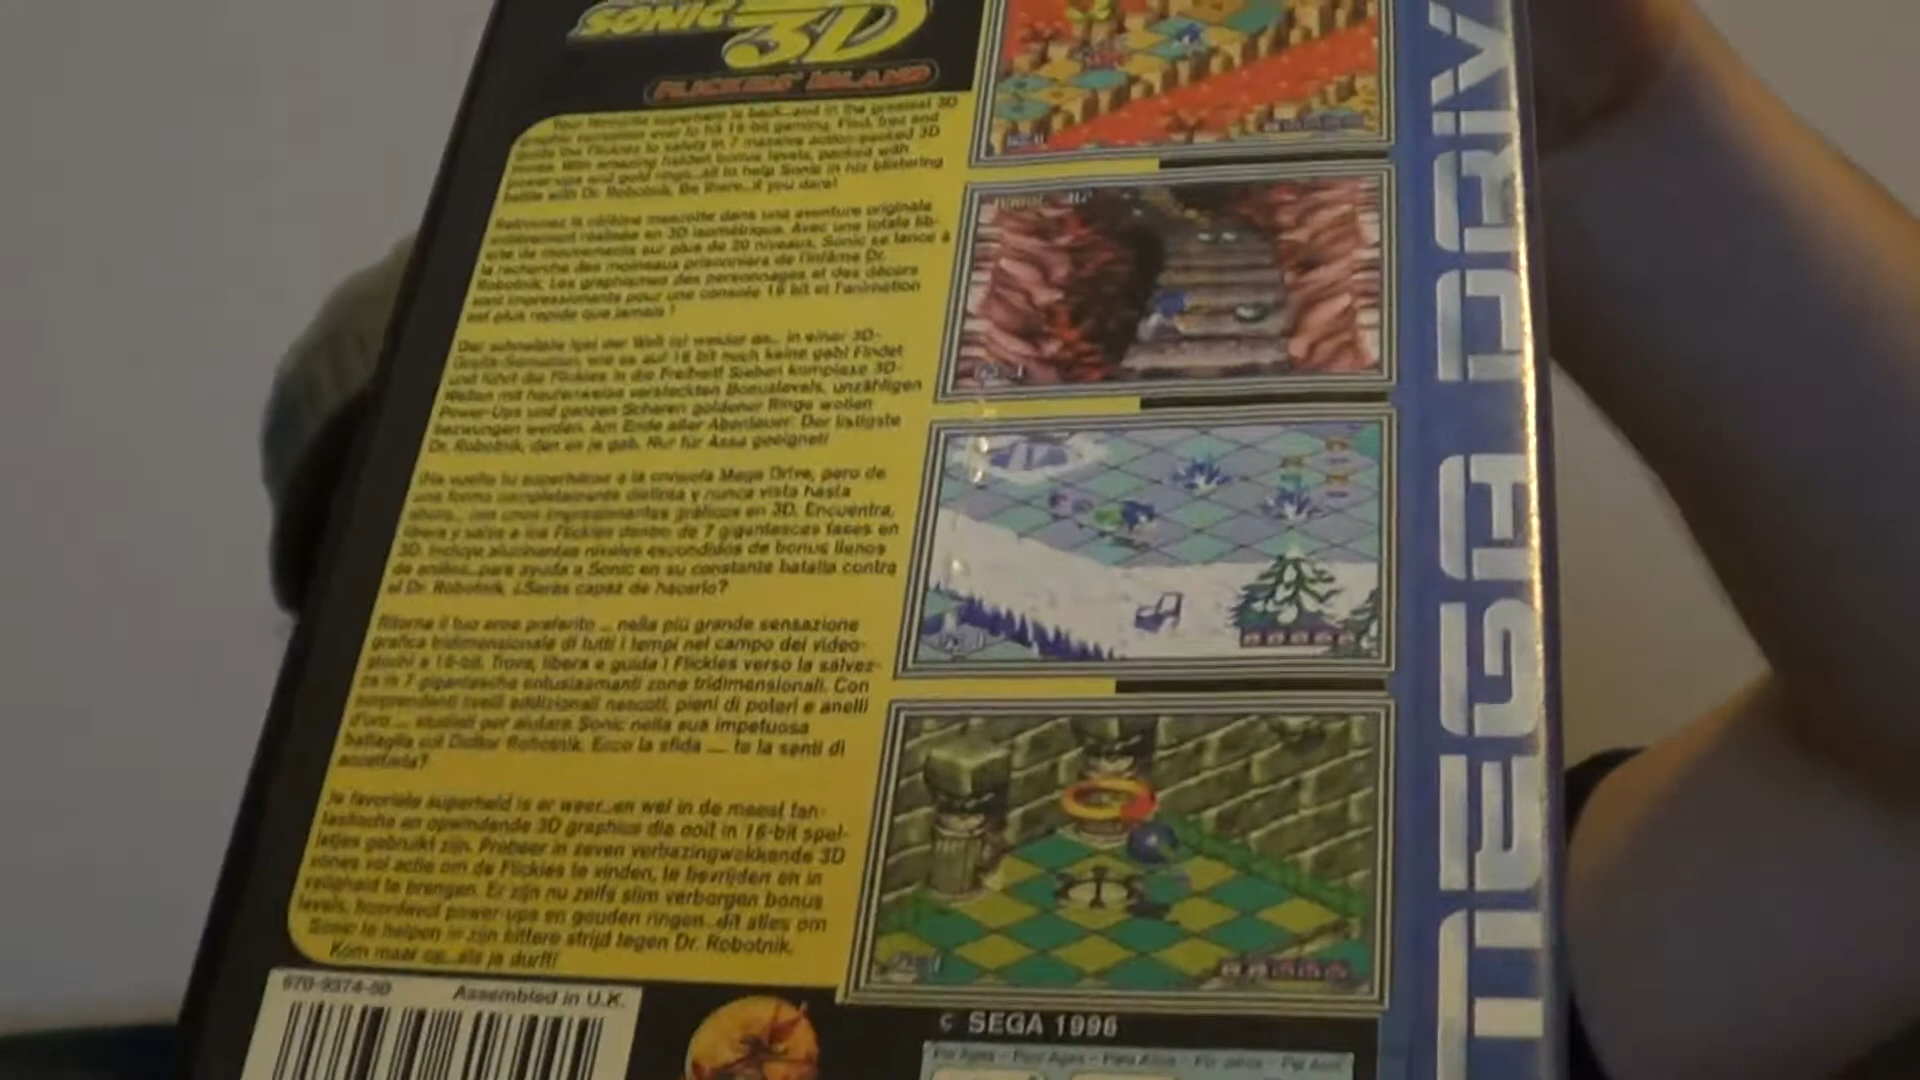 SONIC
3D
FLICKIES' ISLAND
Your favourite superhero is back...and in the greatest 3D
graphic sensation ever to hit 16-bit gaming. Find, free and
guide the Flickies to safety in 7 massive action-packed 3D
zones. With amazing hidden bonus levels, packed with
power-ups and gold rings...all to help Sonic in his blistering
battle with Dr. Robotnik. Be there...if you dare!
Retrouvez la célèbre mascotte dans une aventure originale
entièrement réalisée en 3D isométrique. Avec une totale lib-
erté de mouvements sur plus de 20 niveaux, Sonic se lance à
la recherche des moineaux prisonniers de l'infâme Dr.
Robotnik. Les graphismes des personnages et des décors
sont impressionants pour une console 16 bit et l'animation
est plus rapide que jamais !
Der schnellste Igel der Welt ist wieder da... in einer 3D-
Grafik-Sensation, wie es auf 16 bit noch keine gab! Findet
und führt die Flickies in die Freiheit! Sieben komplexe 3D-
Welten mit haufenweise versteckten Bonuslevels, unzähligen
Power-Ups und ganzen Scharen goldener Ringe wollen
bezwungen werden. Am Ende aller Abenteuer: Der listigste
Dr. Robotnik, den es je gab. Nur für Asse geeignet!
¡Ha vuelto tu superhéroe a la consola Mega Drive, pero de
una forma completamente distinta y nunca vista hasta
ahora... con unos impresionantes gráficos en 3D. Encuentra,
libera y salva a los Flickies dentro de 7 gigantescas fases en
3D. Incluye alucinantes niveles escondidos de bonus llenos
de anillos...para ayuda a Sonic en su constante batalla contra
el Dr. Robotnik. ¿Seras capaz de hacerlo?
Ritorna il tuo eroe preferito ... nella più grande sensazione
grafica tridimensionale di tutti i tempi nel campo dei video-
giochi a 16-bit. Trova, libera e guida i Flickies verso la salvez-
za in 7 gigantesche entusiasmanti zone tridimensionali. Con
sorprendenti livelli addizionali nascoti, pieni di poteri e anelli
d'oro ... studiati per aiutare Sonic nella sua impetuosa
battaglia col Dottor Robotnik. Ecco la sfida .... te la senti di
accettarla?
Je favoriete superheld is er weer...en wel in de meest fan-
tastische en opwindende 3D graphics die ooit in 16-bit spel-
letjes gebruikt zijn. Probeer in zeven verbazingwekkende 3D
zones vol actie om de Flickies te vinden, te bevrijden en in
veiligheid te brengen. Er zijn nu zelfs slim verborgen bonus
levels, boordevol power-ups en gouden ringen...dit alles om
Sonic te helpen in zijn bittere strijd tegen Dr. Robotnik.
Kom maar op...als je durft!
670-9374-50
Assembled in U.K.
© SEGA 1996
MEGA DRIV